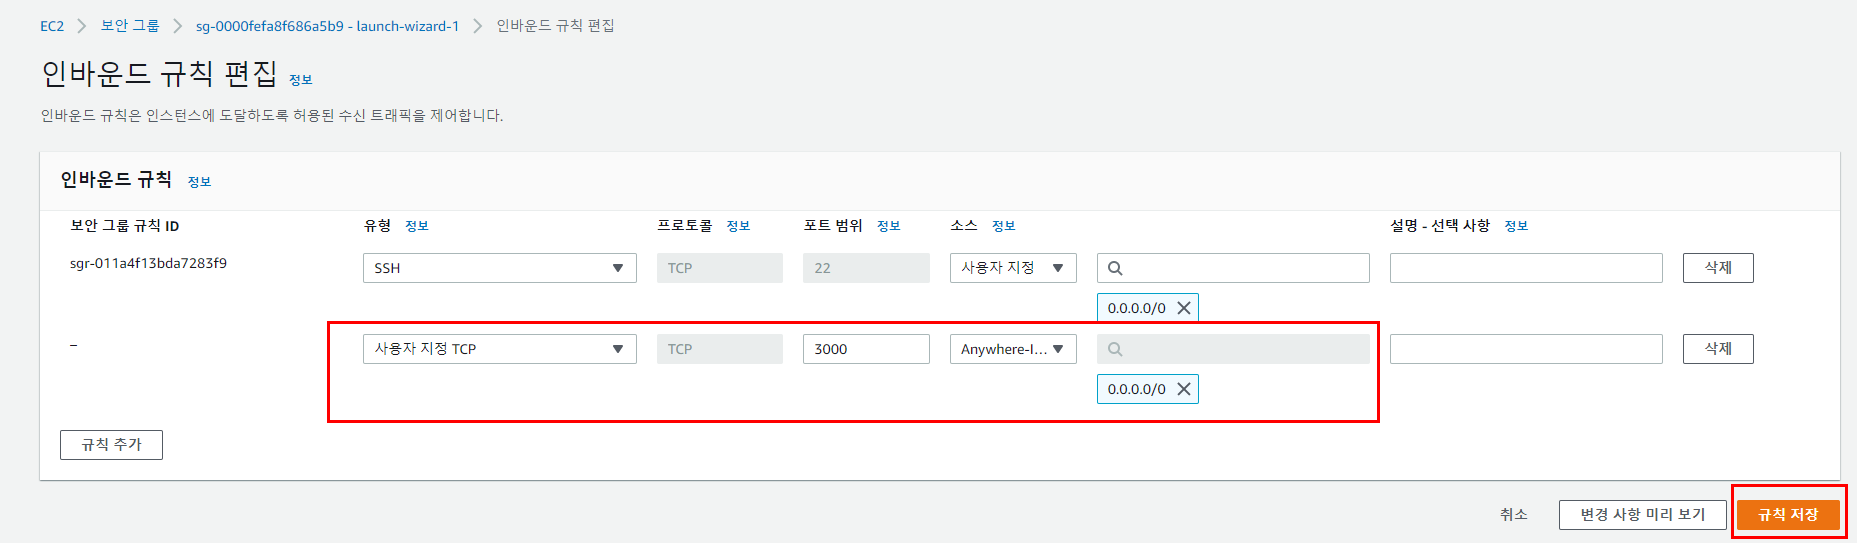 EC2 > 보안 그룹 > sg-0000fefa8f686a5b9 - launch-wizard-1 > 인바운드 규칙 편집
인바운드 규칙 편집 정보
인바운드 규칙은 인스턴스에 도달하도록 허용된 수신 트래픽을 제어합니다.
인바운드 규칙 정보
보안 그룹 규칙 ID 유형 정보 프로토콜 정보 포트 범위 정보 소스 정보 설명 - 선택 사항 정보
sgr-011a4f13bda7283f9 SSH TCP 22 사용자 지정 삭제
0.0.0.0/0
– 사용자 지정 TCP TCP 3000 Anywhere-I... 삭제
0.0.0.0/0
규칙 추가
취소 변경 사항 미리 보기 규칙 저장